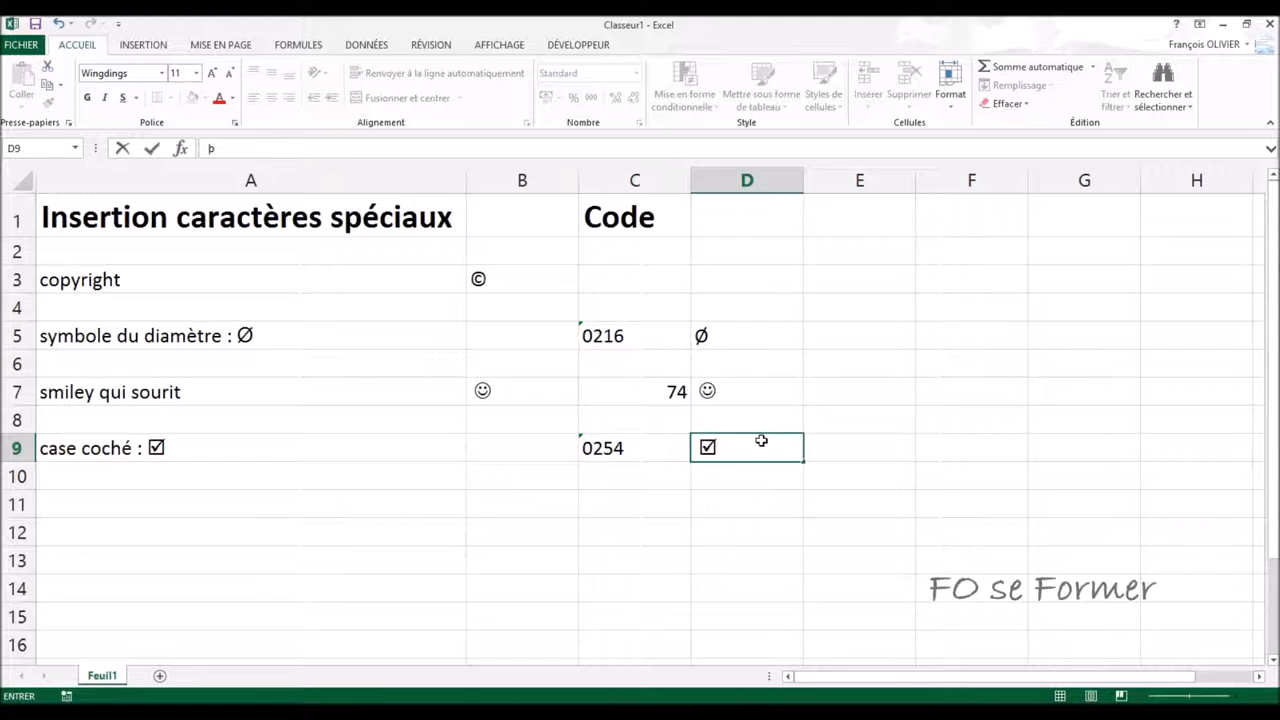 Classeur1 - Excel
FICHIER ACCUEIL INSERTION MISE EN PAGE FORMULES DONNÉES RÉVISION AFFICHAGE DÉVELOPPEUR François OLIVIER
Coller
Presse-papiers
Wingdings 11
G I S
Police
Renvoyer à la ligne automatiquement
Fusionner et centrer
Alignement
Standard
% 000
Nombre
Mise en forme conditionnelle
Mettre sous forme de tableau
Styles de cellules
Style
Insérer Supprimer Format
Cellules
Somme automatique
Remplissage
Effacer
Trier et filtrer
Rechercher et sélectionner
Édition
D9 fx þ
A B C D E F G H
1 Insertion caractères spéciaux Code
2
3 copyright ©
4
5 symbole du diamètre : Ø 0216 Ø
6
7 smiley qui sourit ☺ 74 ☺
8
9 case coché : ☑ 0254 ☑
10
11
12
13
14 FO se Former
15
16
Feuil1
ENTRER